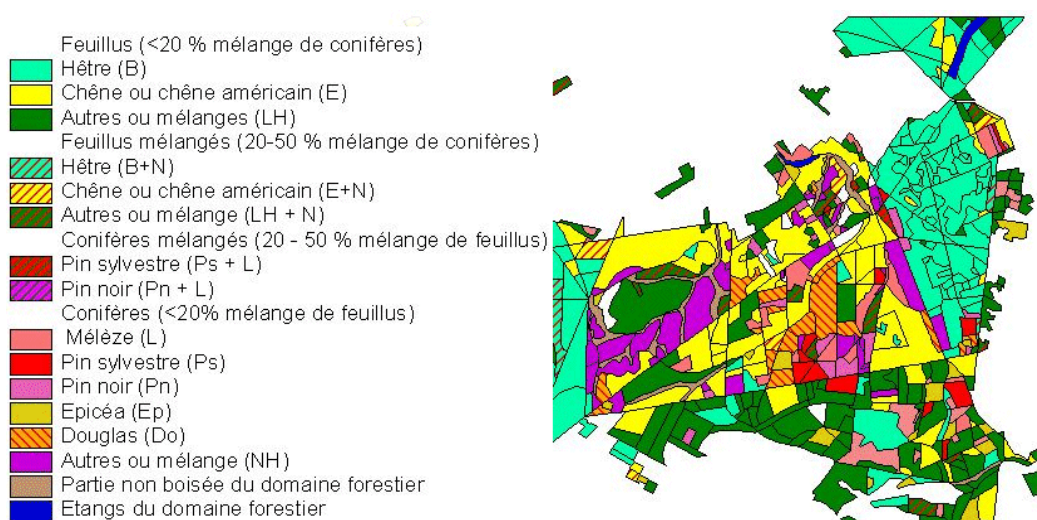 Feuillus (<20 % mélange de conifères)
Hêtre (B)
Chêne ou chêne américain (E)
Autres ou mélanges (LH)
Feuillus mélangés (20-50 % mélange de conifères)
Hêtre (B+N)
Chêne ou chêne américain (E+N)
Autres ou mélange (LH + N)
Conifères mélangés (20 - 50 % mélange de feuillus)
Pin sylvestre (Ps + L)
Pin noir (Pn + L)
Conifères (<20% mélange de feuillus)
Mélèze (L)
Pin sylvestre (Ps)
Pin noir (Pn)
Epicéa (Ep)
Douglas (Do)
Autres ou mélange (NH)
Partie non boisée du domaine forestier
Etangs du domaine forestier